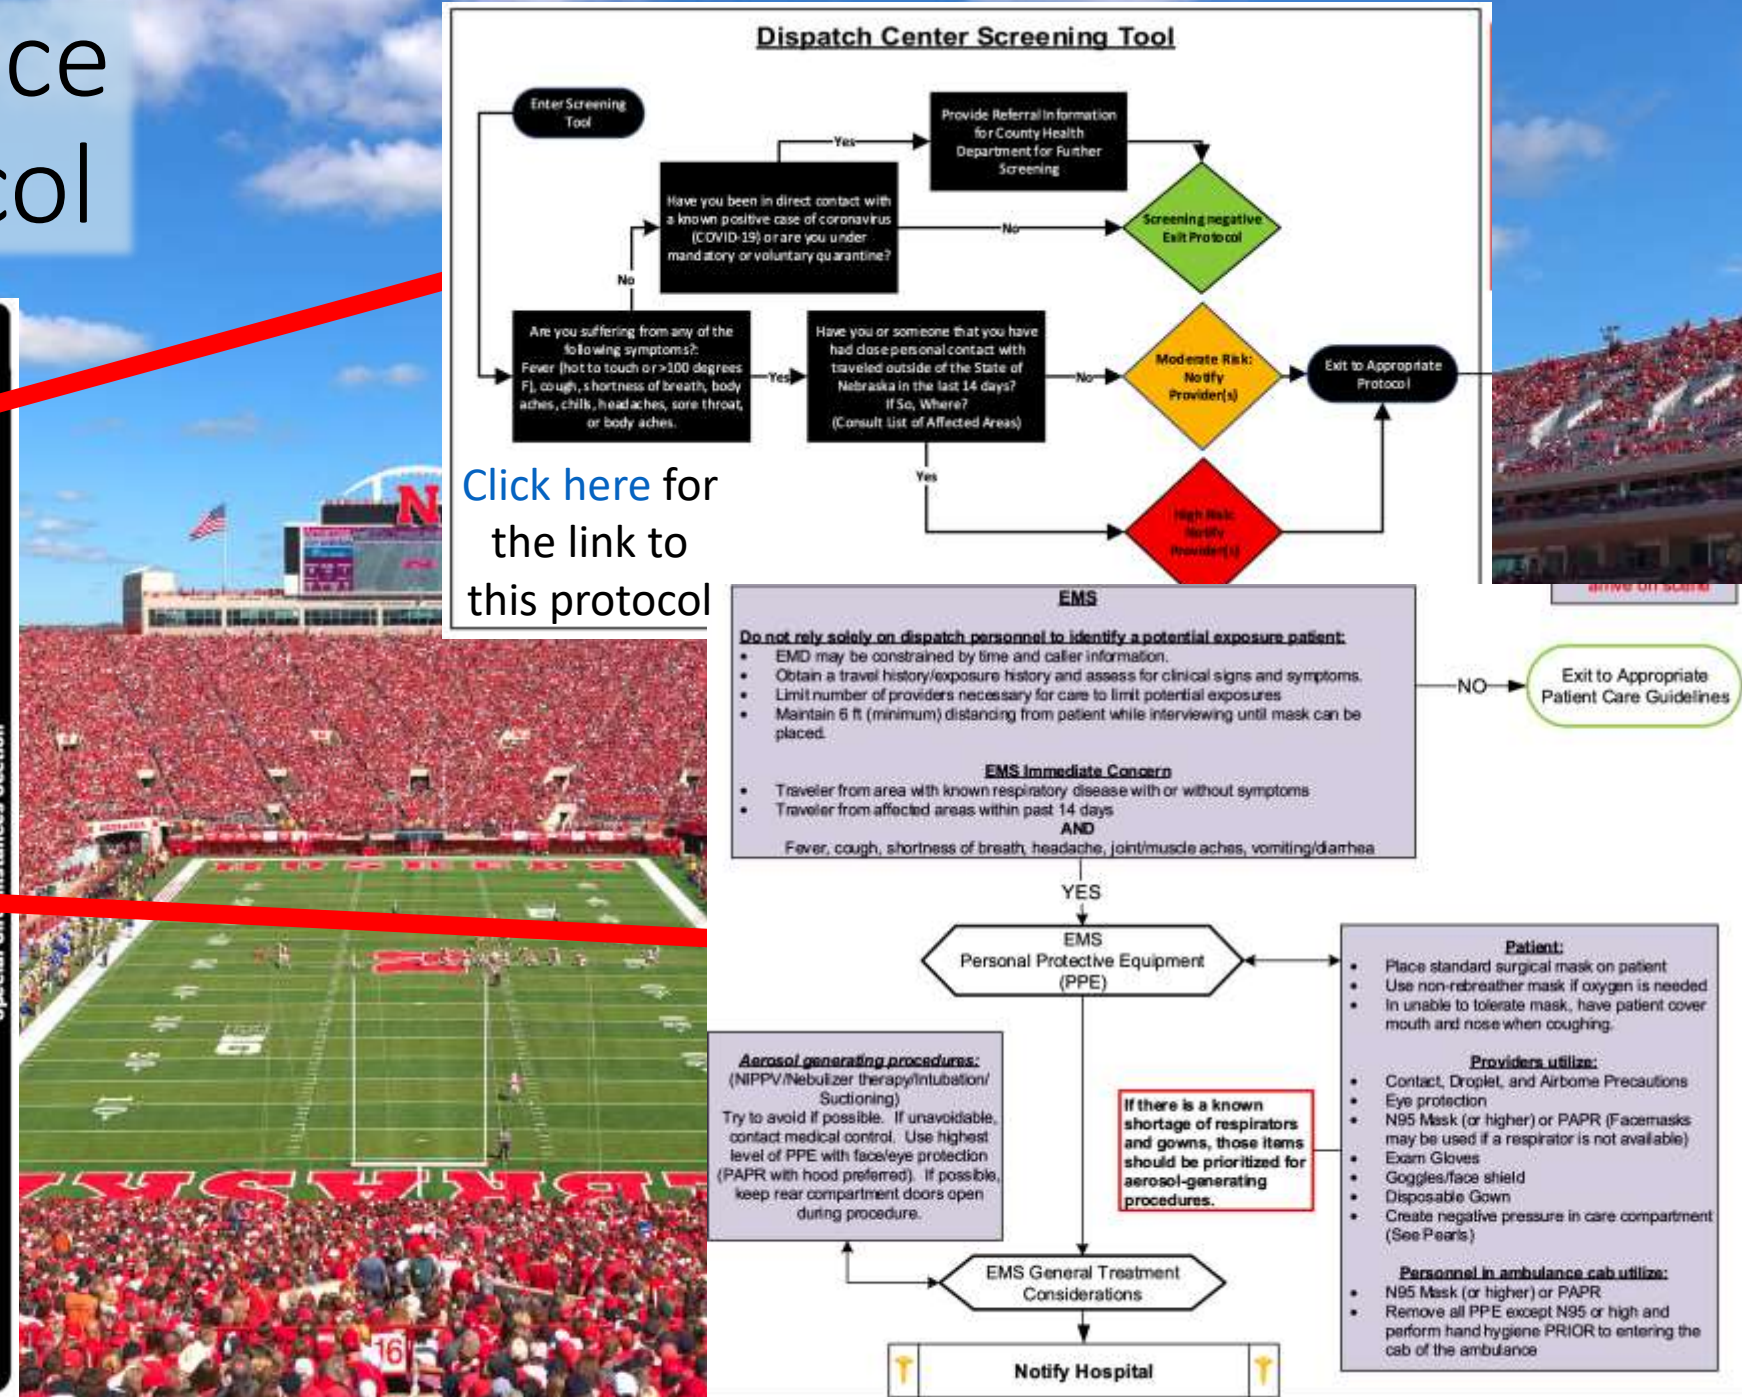 ce
col
Dispatch Center Screening Tool
Enter Screening
Tool
Yes
Provide Referral Information
for County Health
Department for Further
Screening
Have you been in direct contact with
a known positive case of coronavirus
(COVID-19) or are you under
mandatory or voluntary quarantine?
No
Screening negative
Exit Protocol
No
Are you suffering from any of the
following symptoms?:
Fever (hot to touch or >100 degrees
F), cough, shortness of breath, body
aches, chills, headaches, sore throat,
or body aches.
Yes
Have you or someone that you have
had close personal contact with
traveled outside of the State of
Nebraska in the last 14 days?
If So, Where?
(Consult List of Affected Areas)
No
Moderate Risk:
Notify
Provider(s)
Exit to Appropriate
Protocol
Yes
High Risk:
Notify
Provider(s)
Click here for
the link to
this protocol
N
arrive on scene
EMS
Do not rely solely on dispatch personnel to identify a potential exposure patient:
• EMD may be constrained by time and caller information.
• Obtain a travel history/exposure history and assess for clinical signs and symptoms.
• Limit number of providers necessary for care to limit potential exposures
• Maintain 6 ft (minimum) distancing from patient while interviewing until mask can be
placed.
EMS Immediate Concern
• Traveler from area with known respiratory disease with or without symptoms
• Traveler from affected areas within past 14 days
AND
Fever, cough, shortness of breath, headache, joint/muscle aches, vomiting/diarrhea
NO
Exit to Appropriate
Patient Care Guidelines
YES
EMS
Personal Protective Equipment
(PPE)
Patient:
• Place standard surgical mask on patient
• Use non-rebreather mask if oxygen is needed
• In unable to tolerate mask, have patient cover
mouth and nose when coughing.
Providers utilize:
• Contact, Droplet, and Airborne Precautions
• Eye protection
• N95 Mask (or higher) or PAPR (Facemasks
may be used if a respirator is not available)
• Exam Gloves
• Goggles/face shield
• Disposable Gown
• Create negative pressure in care compartment
(See Pearls)
Personnel in ambulance cab utilize:
• N95 Mask (or higher) or PAPR
• Remove all PPE except N95 or high and
perform hand hygiene PRIOR to entering the
cab of the ambulance
Aerosol generating procedures:
(NIPPV/Nebulizer therapy/Intubation/
Suctioning)
Try to avoid if possible. If unavoidable,
contact medical control. Use highest
level of PPE with face/eye protection
(PAPR with hood preferred). If possible,
keep rear compartment doors open
during procedure.
If there is a known
shortage of respirators
and gowns, those items
should be prioritized for
aerosol-generating
procedures.
EMS General Treatment
Considerations
Notify Hospital
HUSKERS
N
16